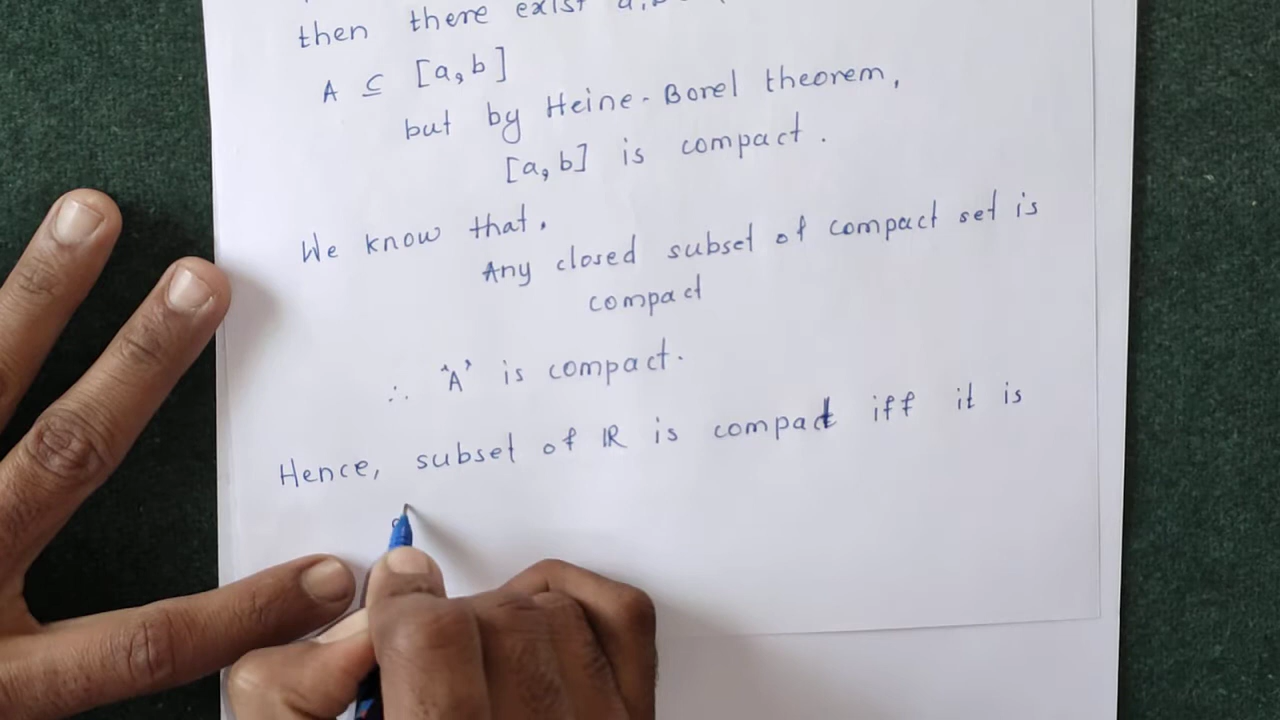 then there exist a,b
A ⊆ [a,b]
but by Heine-Borel theorem,
[a,b] is compact.
We know that,
Any closed subset of compact set is
compact
∴ 'A' is compact.
Hence, subset of ℝ is compact iff it is
c